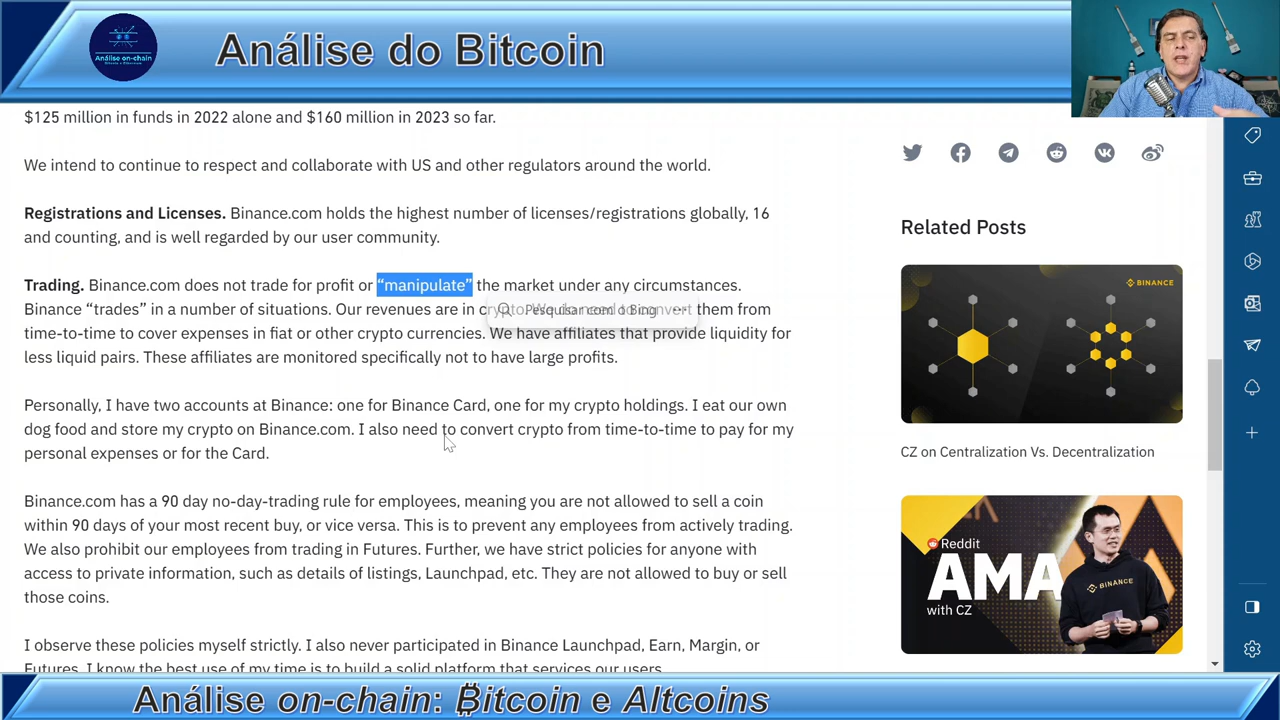 Análise do Bitcoin
Análise on-chain
$125 million in funds in 2022 alone and $160 million in 2023 so far.
We intend to continue to respect and collaborate with US and other regulators around the world.
Registrations and Licenses. Binance.com holds the highest number of licenses/registrations globally, 16
and counting, and is well regarded by our user community.
Trading. Binance.com does not trade for profit or “manipulate” the market under any circumstances.
Binance “trades” in a number of situations. Our revenues are in crypto. We do need to convert them from
Pesquisar com o Bing
time-to-time to cover expenses in fiat or other crypto currencies. We have affiliates that provide liquidity for
less liquid pairs. These affiliates are monitored specifically not to have large profits.
Personally, I have two accounts at Binance: one for Binance Card, one for my crypto holdings. I eat our own
dog food and store my crypto on Binance.com. I also need to convert crypto from time-to-time to pay for my
personal expenses or for the Card.
Binance.com has a 90 day no-day-trading rule for employees, meaning you are not allowed to sell a coin
within 90 days of your most recent buy, or vice versa. This is to prevent any employees from actively trading.
We also prohibit our employees from trading in Futures. Further, we have strict policies for anyone with
access to private information, such as details of listings, Launchpad, etc. They are not allowed to buy or sell
those coins.
I observe these policies myself strictly. I also never participated in Binance Launchpad, Earn, Margin, or
Futures. I know the best use of my time is to build a solid platform that services our users.
Related Posts
BINANCE
CZ on Centralization Vs. Decentralization
Reddit
AMA
with CZ
BINANCE
Análise on-chain: ₿itcoin e Altcoins